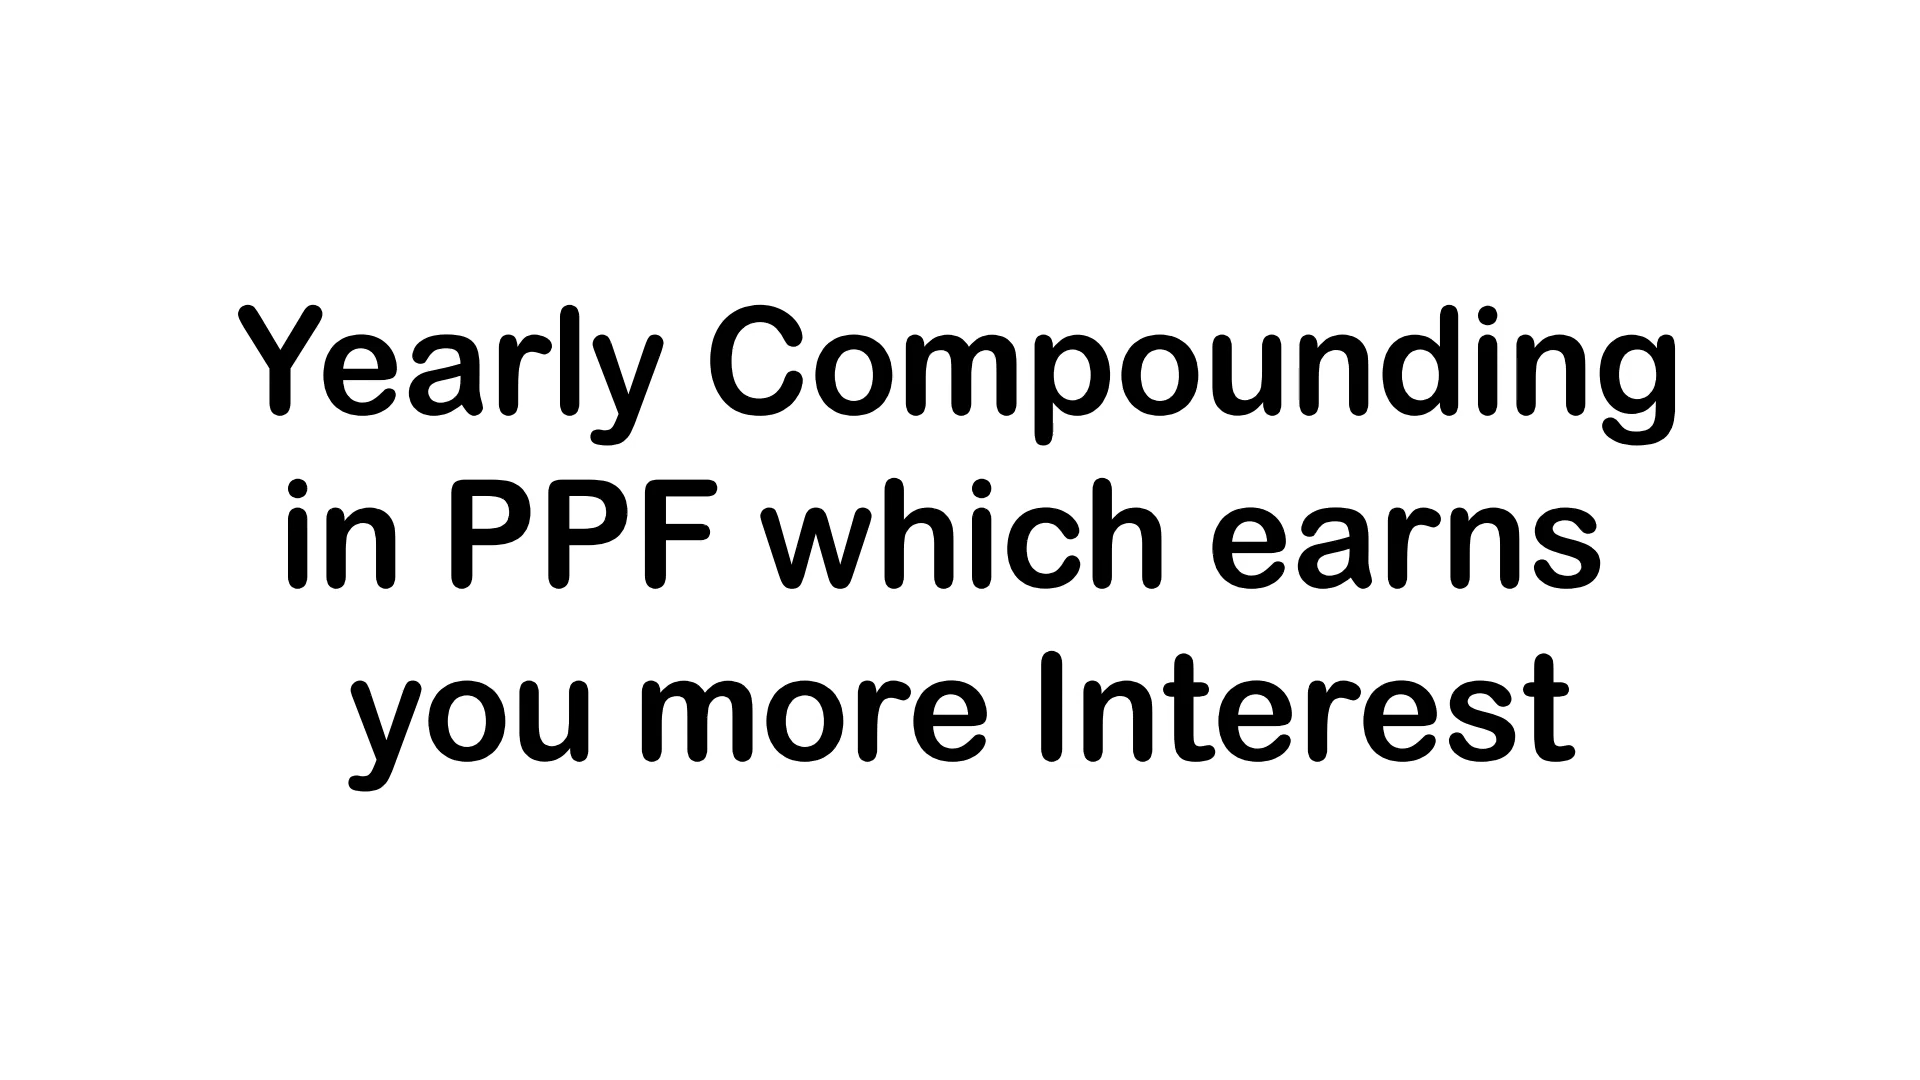 Yearly Compounding
in PPF which earns
you more Interest